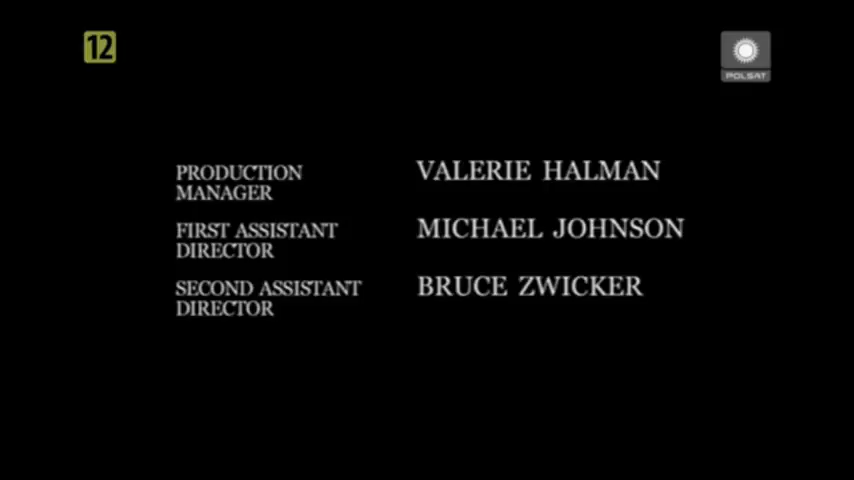 12
POLSAT
PRODUCTION MANAGER VALERIE HALMAN
FIRST ASSISTANT DIRECTOR MICHAEL JOHNSON
SECOND ASSISTANT DIRECTOR BRUCE ZWICKER